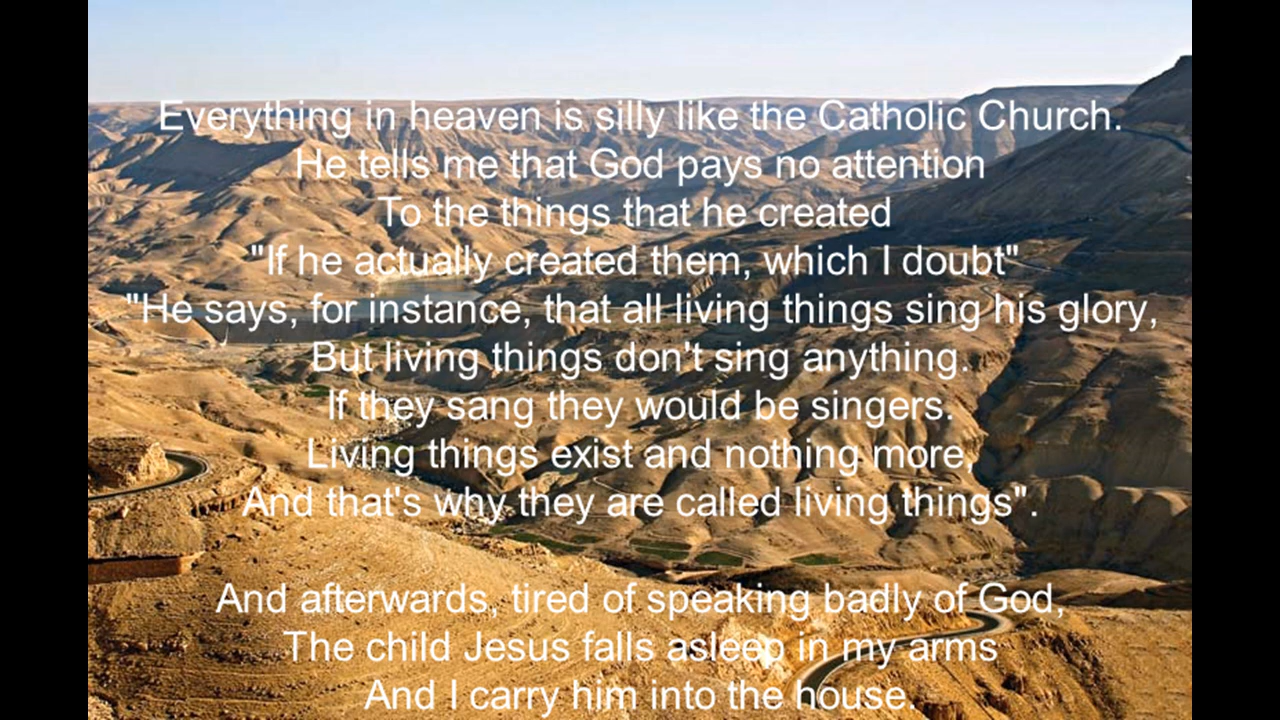 Everything in heaven is silly like the Catholic Church.
He tells me that God pays no attention
To the things that he created
"If he actually created them, which I doubt"
"He says, for instance, that all living things sing his glory,
But living things don't sing anything.
If they sang they would be singers.
Living things exist and nothing more,
And that's why they are called living things".
And afterwards, tired of speaking badly of God,
The child Jesus falls asleep in my arms
And I carry him into the house.